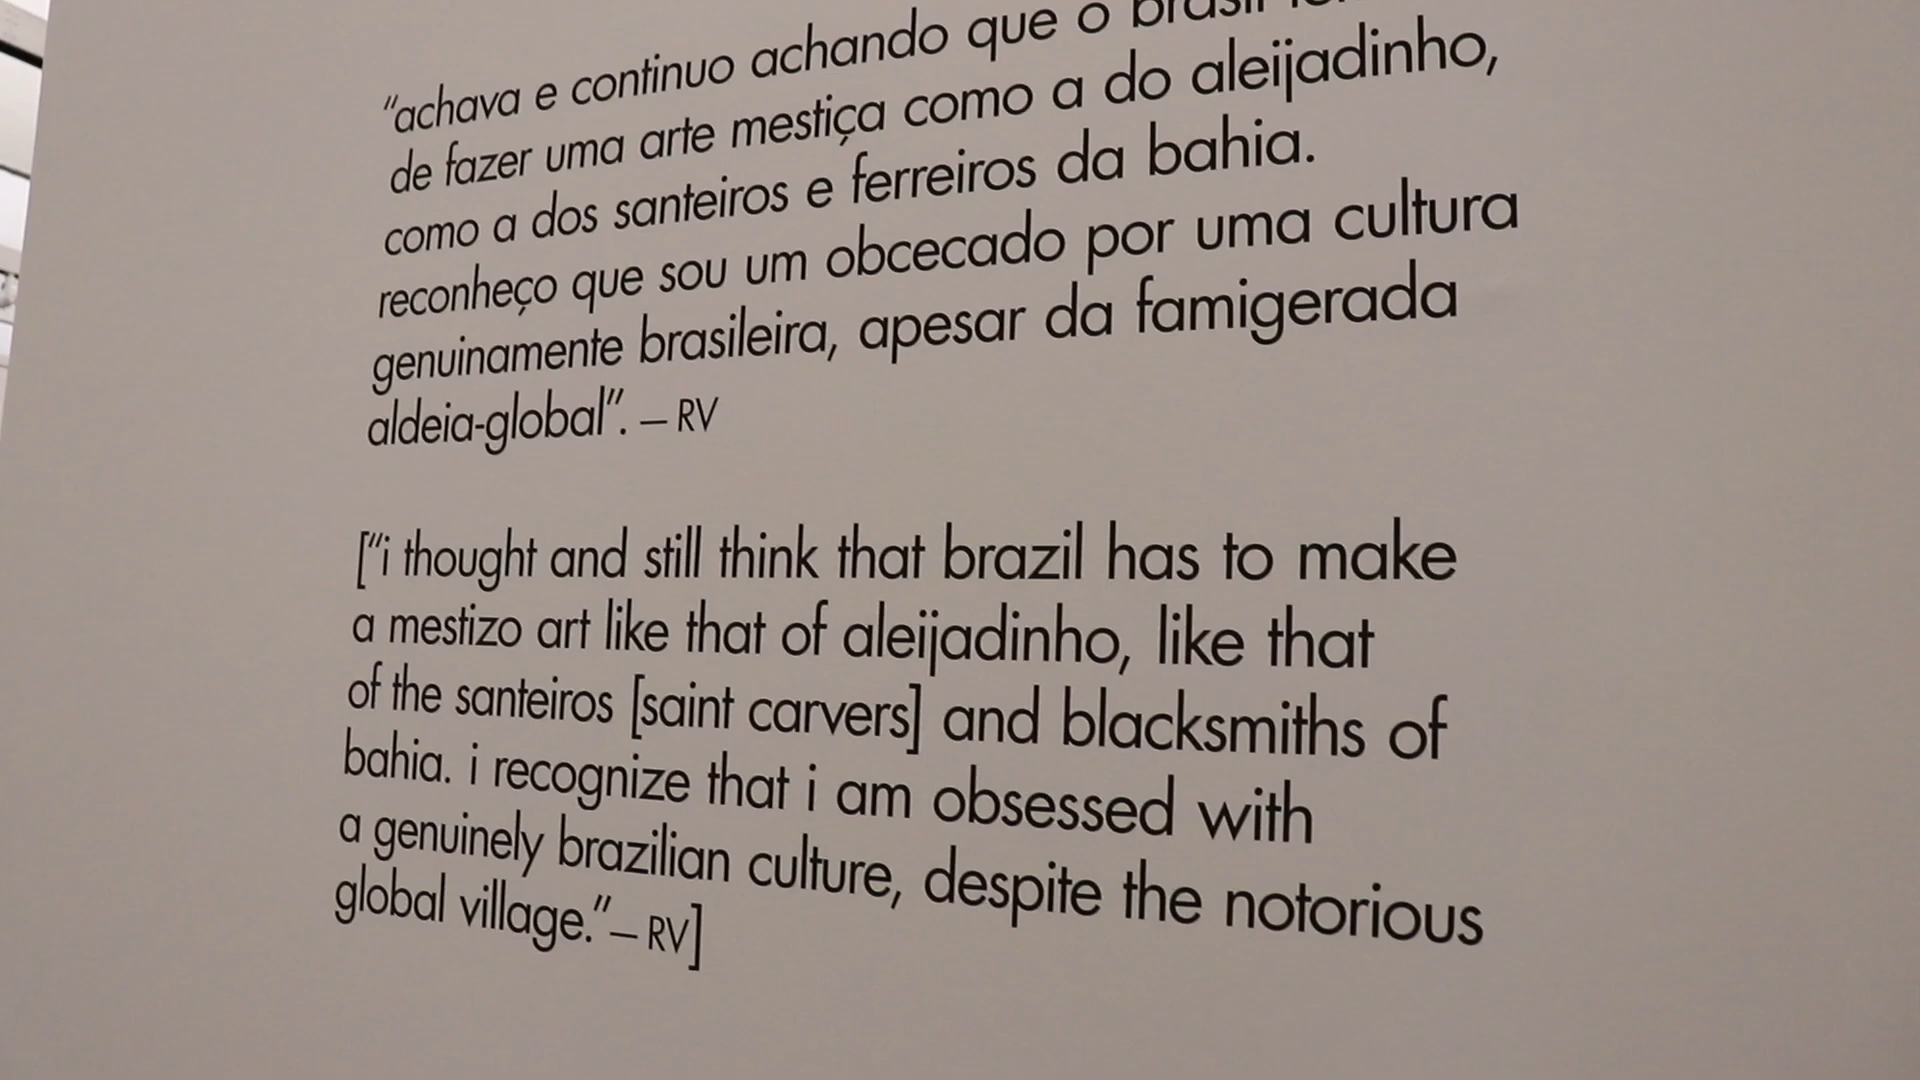 “achava e continuo achando que o brasil
de fazer uma arte mestiça como a do aleijadinho,
como a dos santeiros e ferreiros da bahia.
reconheço que sou um obcecado por uma cultura
genuinamente brasileira, apesar da famigerada
aldeia-global”. – RV
[“i thought and still think that brazil has to make
a mestizo art like that of aleijadinho, like that
of the santeiros [saint carvers] and blacksmiths of
bahia. i recognize that i am obsessed with
a genuinely brazilian culture, despite the notorious
global village.” – RV]